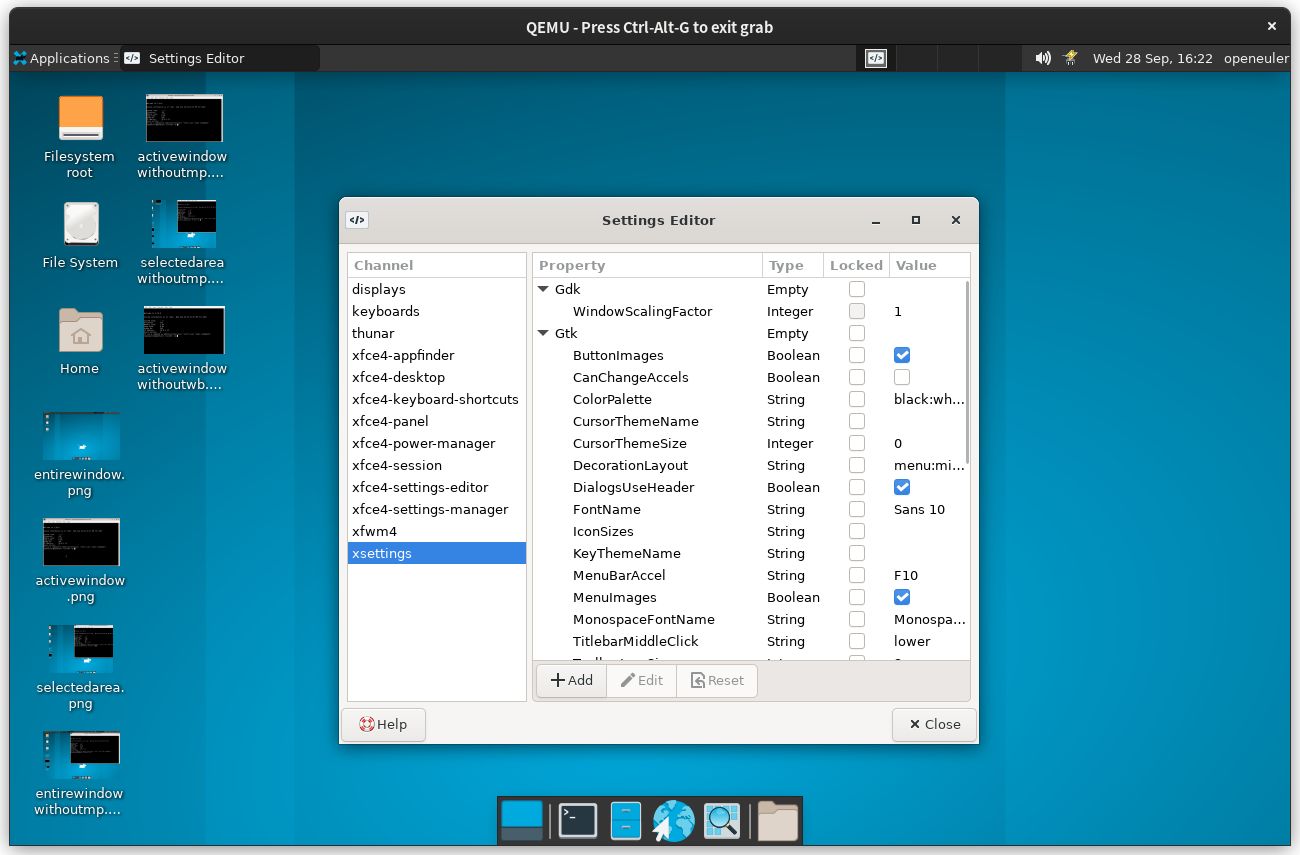 QEMU - Press Ctrl-Alt-G to exit grab
Applications
Settings Editor
Wed 28 Sep, 16:22
openeuler
Filesystem
root
activewindow
withoutmp....
File System
selectedarea
withoutmp....
Home
activewindow
withoutwb....
entirewindow.
png
activewindow
.png
selectedarea.
png
entirewindow
withoutmp....
Settings Editor
Channel
displays
keyboards
thunar
xfce4-appfinder
xfce4-desktop
xfce4-keyboard-shortcuts
xfce4-panel
xfce4-power-manager
xfce4-session
xfce4-settings-editor
xfce4-settings-manager
xfwm4
xsettings
Property Type Locked Value
Gdk Empty
WindowScalingFactor Integer 1
Gtk Empty
ButtonImages Boolean
CanChangeAccels Boolean
ColorPalette String black:wh...
CursorThemeName String
CursorThemeSize Integer 0
DecorationLayout String menu:mi...
DialogsUseHeader Boolean
FontName String Sans 10
IconSizes String
KeyThemeName String
MenuBarAccel String F10
MenuImages Boolean
MonospaceFontName String Monospa...
TitlebarMiddleClick String lower
Add
Edit
Reset
Help
Close